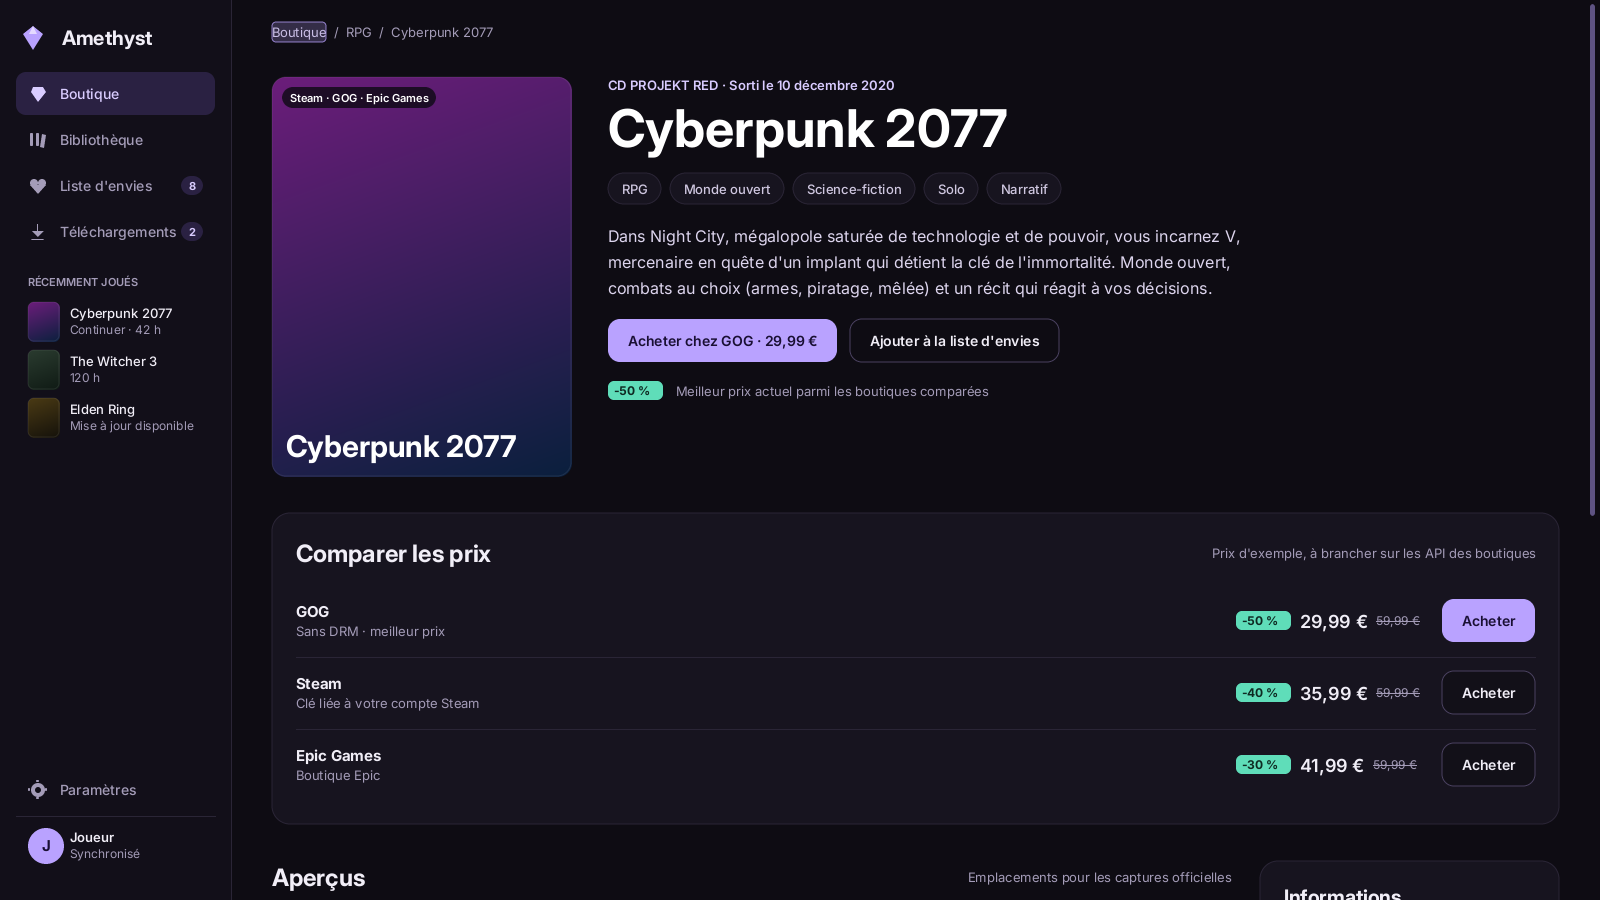 Amethyst
Boutique
Bibliothèque
Liste d'envies 8
Téléchargements 2
RÉCEMMENT JOUÉS
Cyberpunk 2077
Continuer · 42 h
The Witcher 3
120 h
Elden Ring
Mise à jour disponible
Paramètres
J
Joueur
Synchronisé
Boutique / RPG / Cyberpunk 2077
Steam · GOG · Epic Games
Cyberpunk 2077
CD PROJEKT RED · Sorti le 10 décembre 2020
Cyberpunk 2077
RPG Monde ouvert Science-fiction Solo Narratif
Dans Night City, mégalopole saturée de technologie et de pouvoir, vous incarnez V,
mercenaire en quête d'un implant qui détient la clé de l'immortalité. Monde ouvert,
combats au choix (armes, piratage, mêlée) et un récit qui réagit à vos décisions.
Acheter chez GOG · 29,99 € Ajouter à la liste d'envies
-50 % Meilleur prix actuel parmi les boutiques comparées
Comparer les prix Prix d'exemple, à brancher sur les API des boutiques
GOG
Sans DRM · meilleur prix
-50 % 29,99 € 59,99 € Acheter
Steam
Clé liée à votre compte Steam
-40 % 35,99 € 59,99 € Acheter
Epic Games
Boutique Epic
-30 % 41,99 € 59,99 € Acheter
Aperçus Emplacements pour les captures officielles
Informations